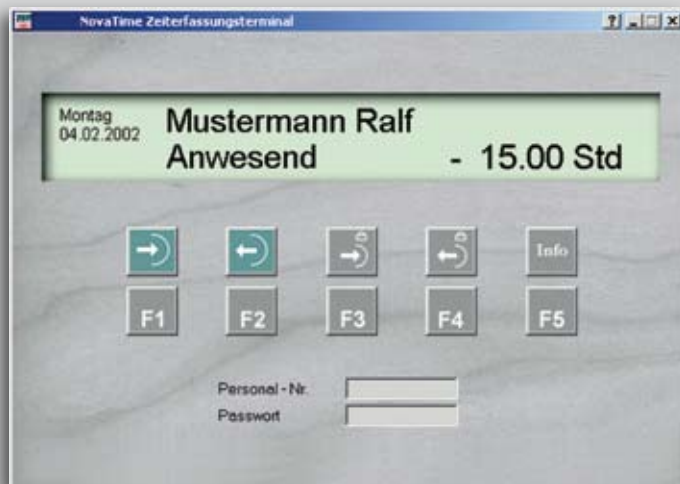 NovaTime Zeiterfassungsterminal
Montag
04.02.2002
Mustermann Ralf
Anwesend - 15.00 Std
Info
F1 F2 F3 F4 F5
Personal-Nr.
Passwort